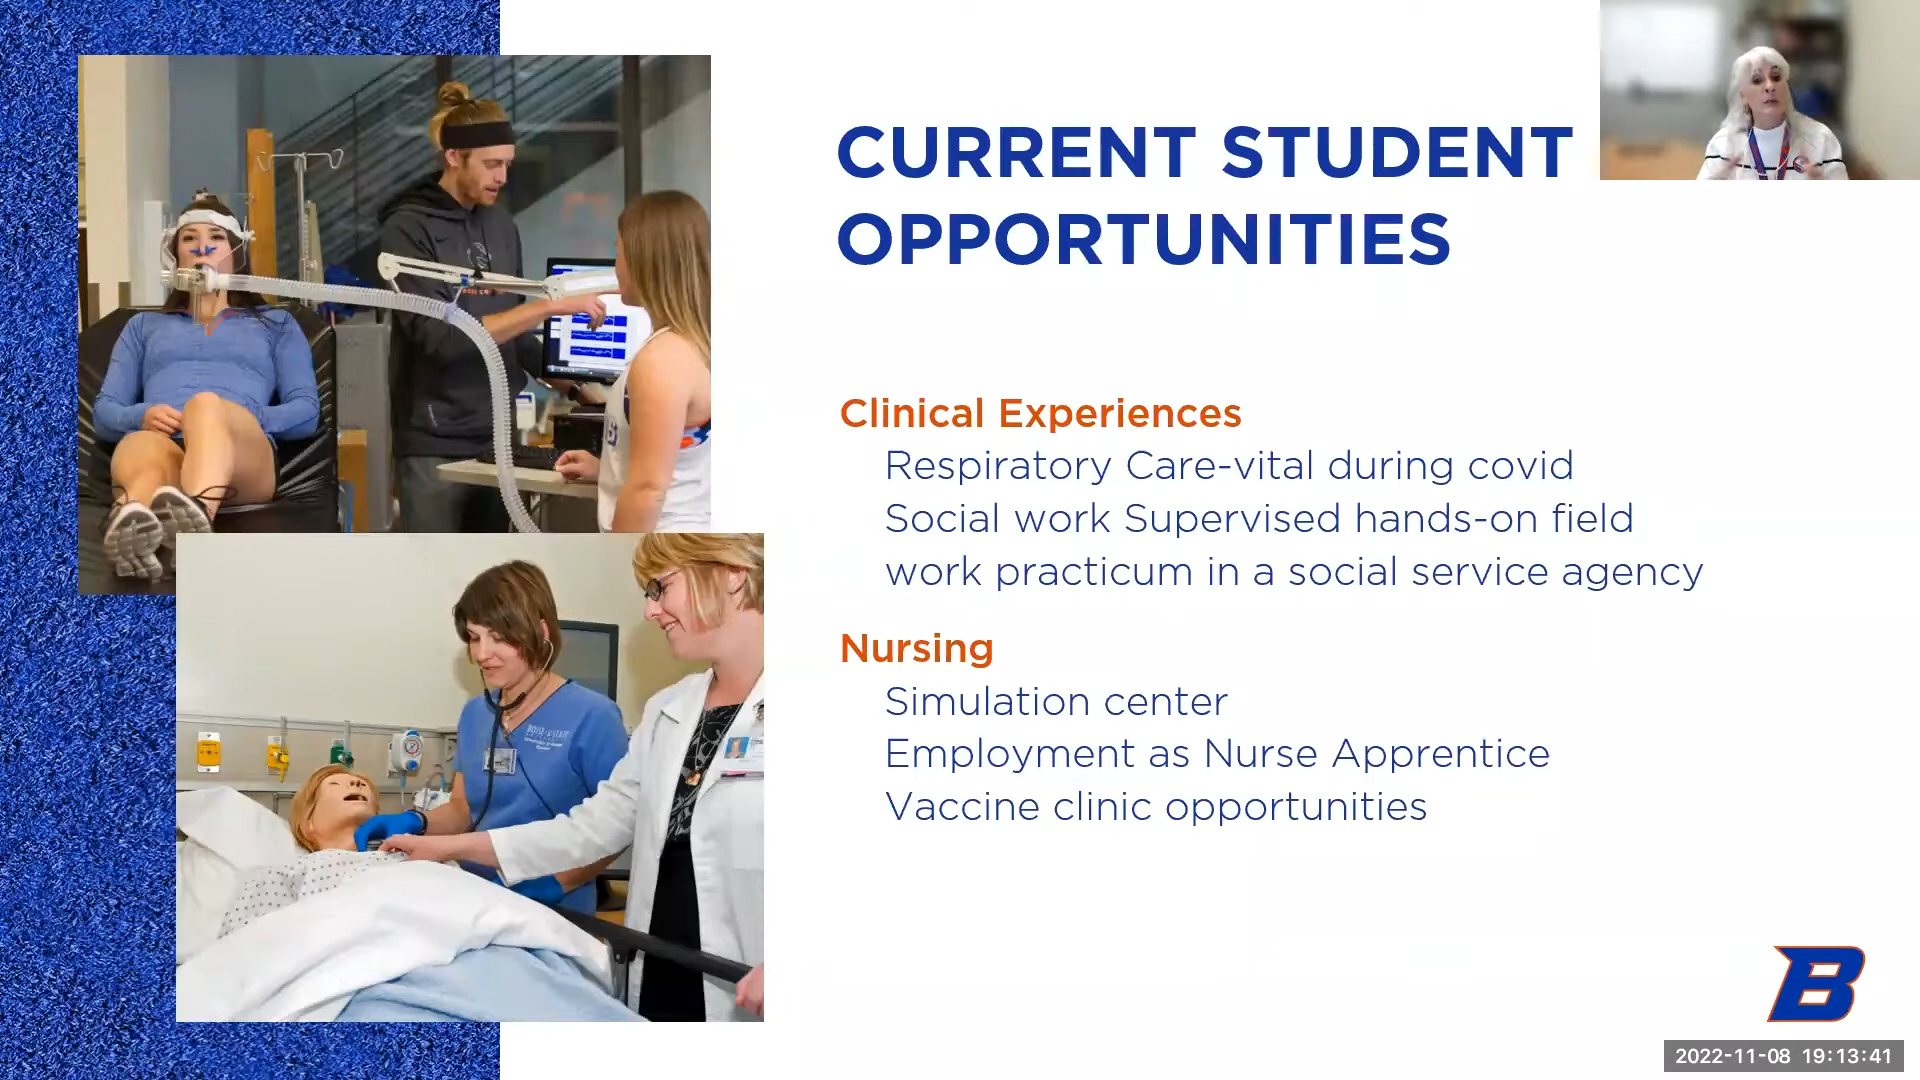 CURRENT STUDENT
OPPORTUNITIES
Clinical Experiences
Respiratory Care-vital during covid
Social work Supervised hands-on field
work practicum in a social service agency
Nursing
Simulation center
Employment as Nurse Apprentice
Vaccine clinic opportunities
B
2022-11-08 19:13:41